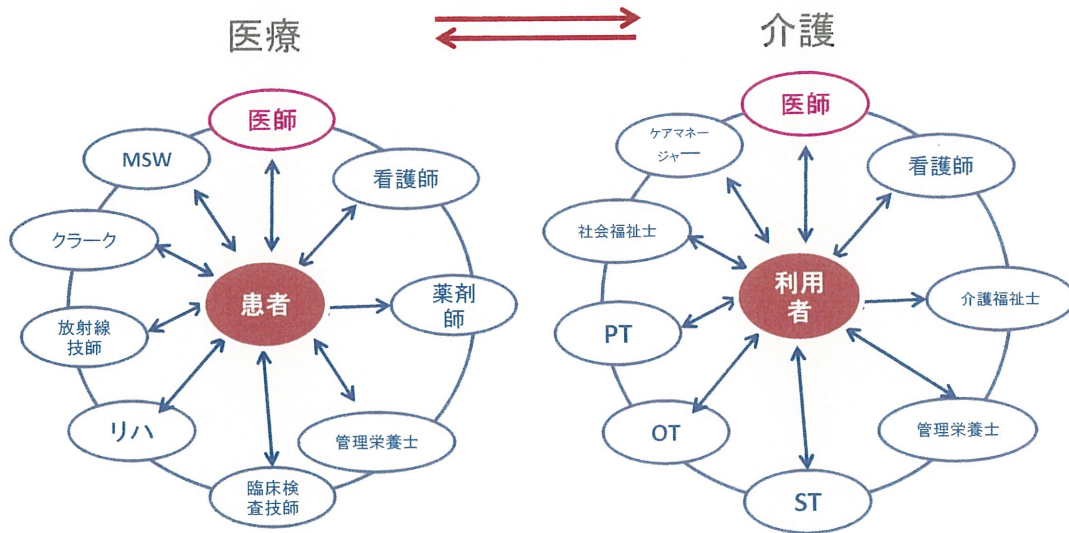 医療
介護
医師
MSW
看護師
クラーク
患者
薬剤
師
放射線
技師
リハ
管理栄養士
臨床検
査技師
医師
ケアマネー
ジャー
看護師
社会福祉士
利用
者
介護福祉士
PT
OT
管理栄養士
ST